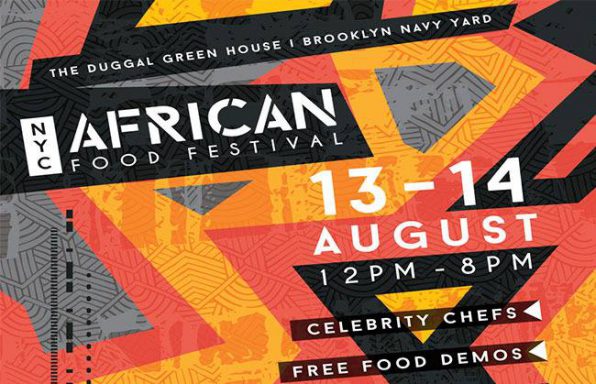 THE DUGGAL GREEN HOUSE | BROOKLYN NAVY YARD
NYC
AFRICAN
FOOD FESTIVAL
13-14
AUGUST
12PM - 8PM
CELEBRITY CHEFS
FREE FOOD DEMOS